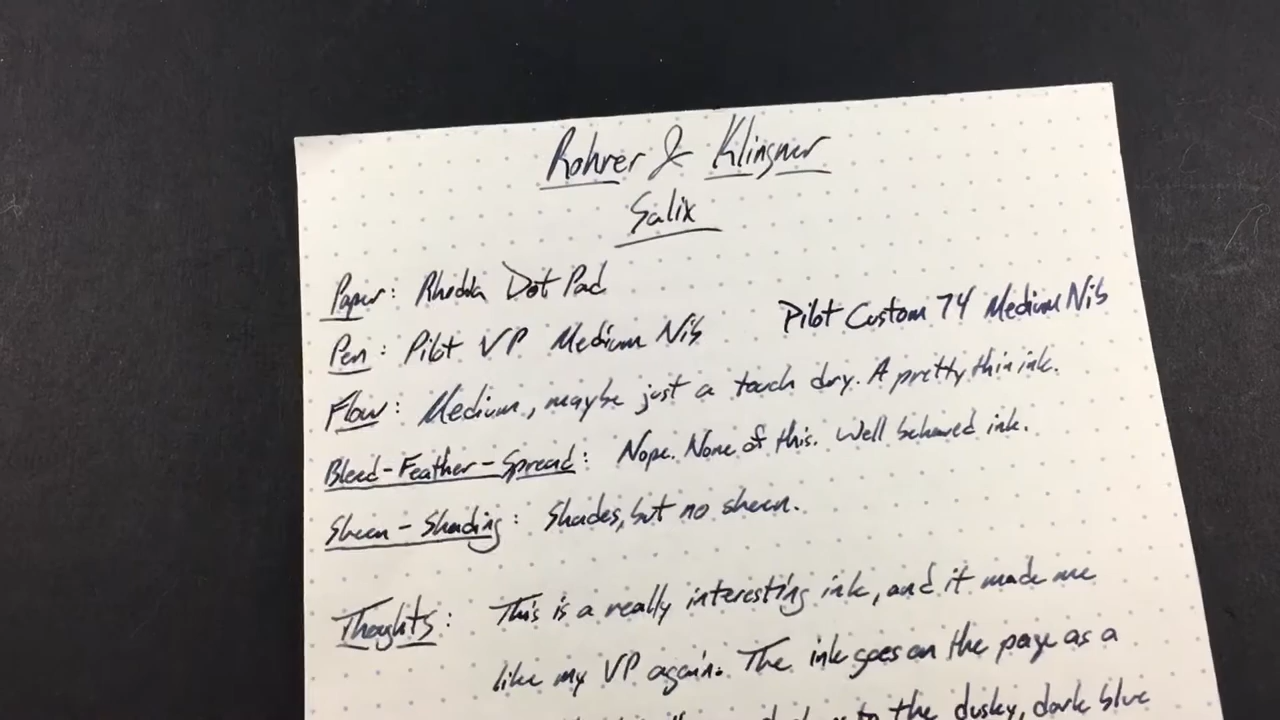 Rohrer & Klingner
Salix
Paper: Rhodia Dot Pad
Pen: Pilot VP Medium Nib Pilot Custom 74 Medium Nib
Flow: Medium, maybe just a touch dry. A pretty thin ink.
Bleed-Feather-Spread: Nope. None of this. Well behaved ink.
Sheen-Shading: Shades, but no sheen.
Thoghts: This is a really interesting ink, and it made me
like my VP again. The ink goes on the page as a
to the dusky, dark blue